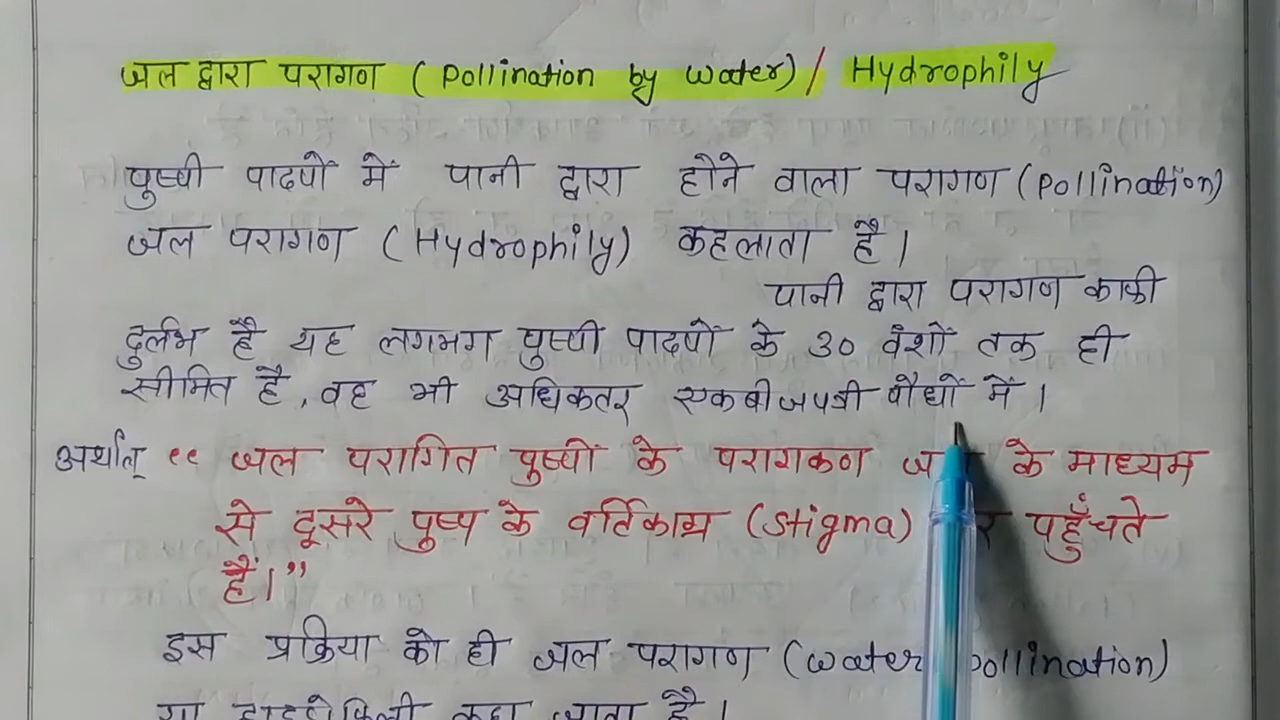 जल द्वारा परागण (Pollination by water) / Hydrophily
पुष्पी पादपों में पानी द्वारा होने वाला परागण (Pollination)
जल परागण (Hydrophily) कहलाता है।
पानी द्वारा परागण काफी
दुर्लभ है यह लगभग पुष्पी पादपों के 30 वंशों तक ही
सीमित है, वह भी अधिकतर एकबीजपत्री पौधों में।
अर्थात् “ जल परागित पुष्पों के परागकण के माध्यम
से दूसरे पुष्प के वर्तिकाग्र (Stigma) पहुँचते
हैं।”
इस प्रक्रिया को ही जल परागण (Water pollination)
या हाइड्रोफिली कहा जाता है।